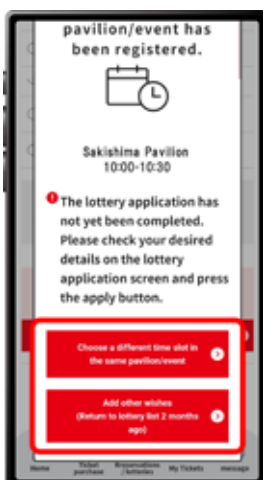 pavilion/event has
been registered.
Sakishima Pavilion
10:00-10:30
The lottery application has
not yet been completed.
Please check your desired
details on the lottery
application screen and press
the apply button.
Choose a different time slot in
the same pavilion/event
Add other wishes
(Return to lottery list 2 months
ago)
Home
Ticket
purchase
Reservations
/ lotteries
My Tickets
message